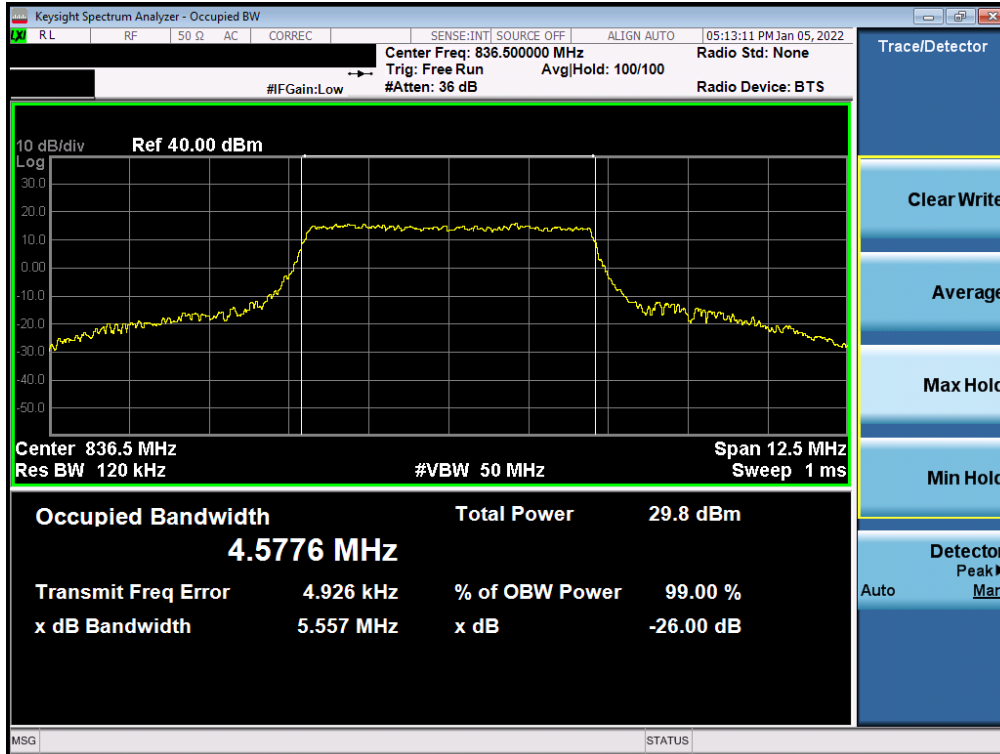 Keysight Spectrum Analyzer - Occupied BW
LXI RL RF 50 Ω AC CORREC SENSE:INT SOURCE OFF ALIGN AUTO 05:13:11 PM Jan 05, 2022
Center Freq: 836.500000 MHz Radio Std: None
Trig: Free Run Avg|Hold: 100/100
#IFGain:Low #Atten: 36 dB Radio Device: BTS
Trace/Detector
10 dB/div Ref 40.00 dBm
Log
30.0
20.0
10.0
0.00
-10.0
-20.0
-30.0
-40.0
-50.0
Center 836.5 MHz Span 12.5 MHz
Res BW 120 kHz #VBW 50 MHz Sweep 1 ms
Occupied Bandwidth Total Power 29.8 dBm
4.5776 MHz
Transmit Freq Error 4.926 kHz % of OBW Power 99.00 %
x dB Bandwidth 5.557 MHz x dB -26.00 dB
Clear Write
Average
Max Hold
Min Hold
Detector
Peak
Auto Man
MSG STATUS